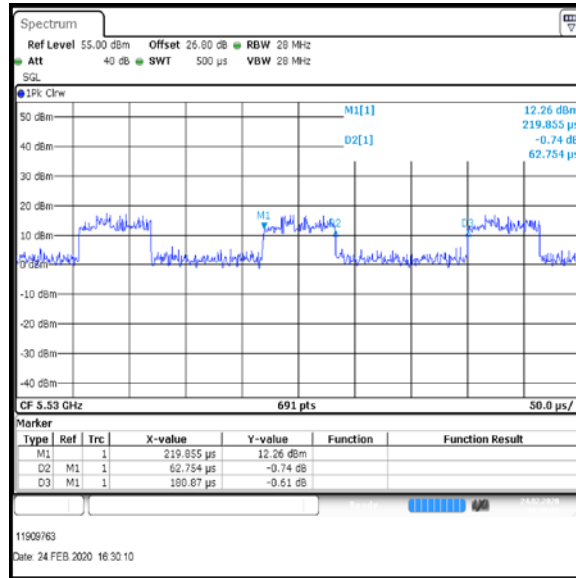 Spectrum
Ref Level 55.00 dBm Offset 26.80 dB RBW 28 MHz
Att 40 dB SWT 500 µs VBW 28 MHz
SGL
1Pk Clrw
M1[1] 12.26 dBm
219.855 µs
50 dBm
D2[1] -0.74 dB
62.754 µs
40 dBm
30 dBm
20 dBm
M1 D2 D3
10 dBm
0 dBm
-10 dBm
-20 dBm
-30 dBm
-40 dBm
CF 5.53 GHz 691 pts 50.0 µs/
Marker
Type Ref Trc X-value Y-value Function Function Result
M1 1 219.855 µs 12.26 dBm
D2 M1 1 62.754 µs -0.74 dB
D3 M1 1 180.87 µs -0.61 dB
11909763
Date: 24.FEB.2020 16:30:10